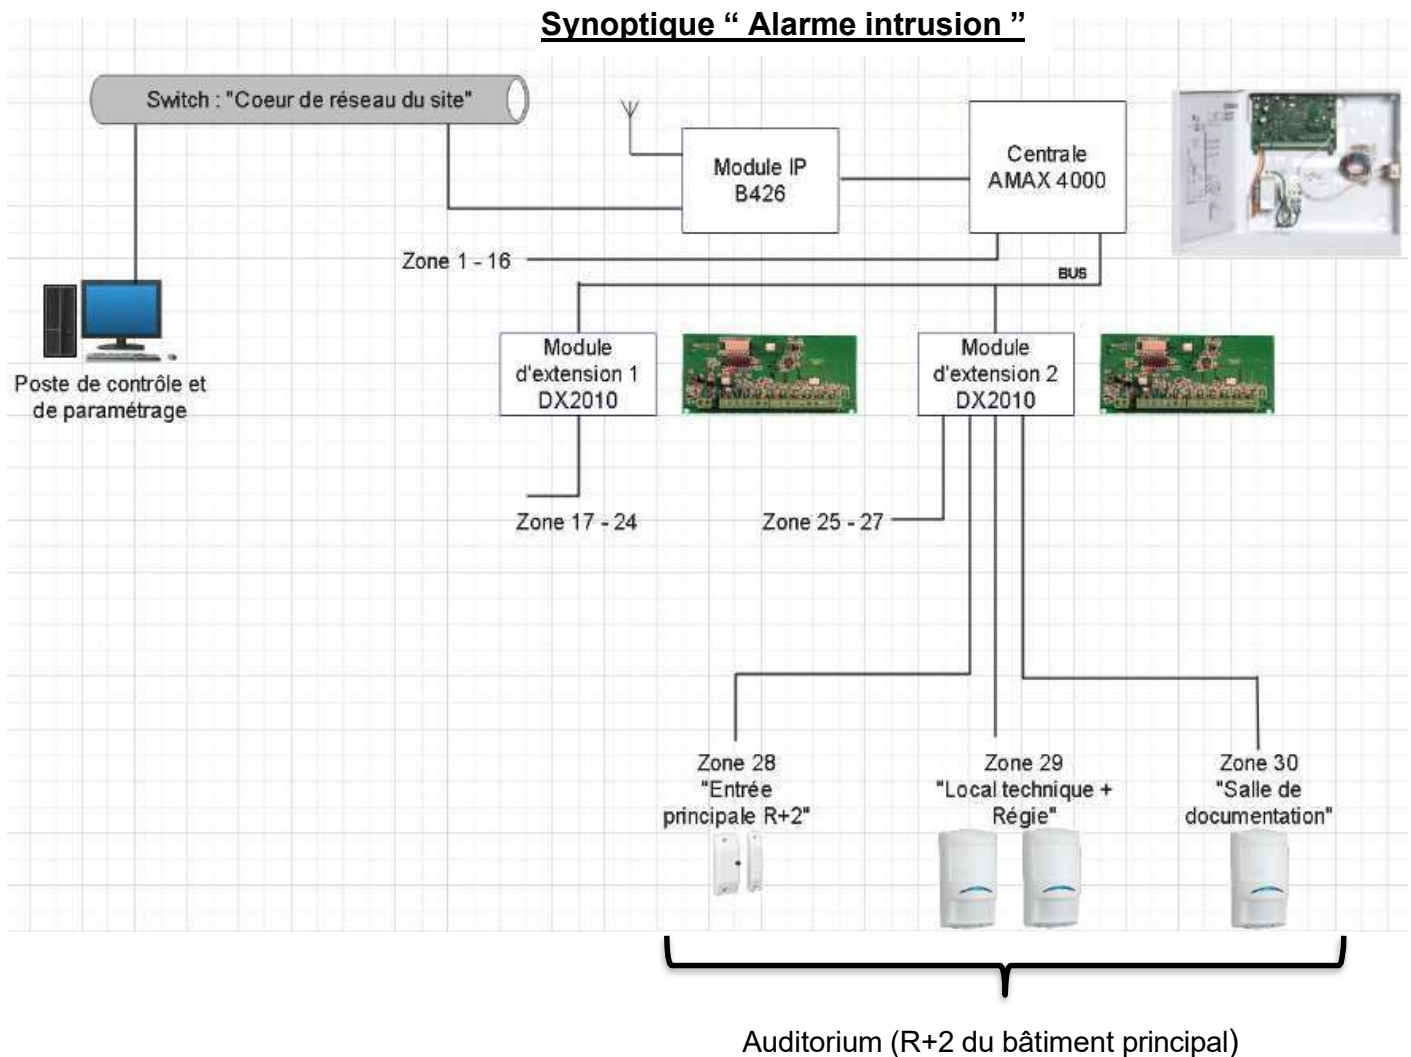 Synoptique “ Alarme intrusion ”
Switch : "Coeur de réseau du site"
Module IP
B426
Centrale
AMAX 4000
Zone 1 - 16
BUS
Poste de contrôle et
de paramétrage
Module
d'extension 1
DX2010
Module
d'extension 2
DX2010
Zone 17 - 24
Zone 25 - 27
Zone 28
"Entrée
principale R+2"
Zone 29
"Local technique +
Régie"
Zone 30
"Salle de
documentation"
Auditorium (R+2 du bâtiment principal)